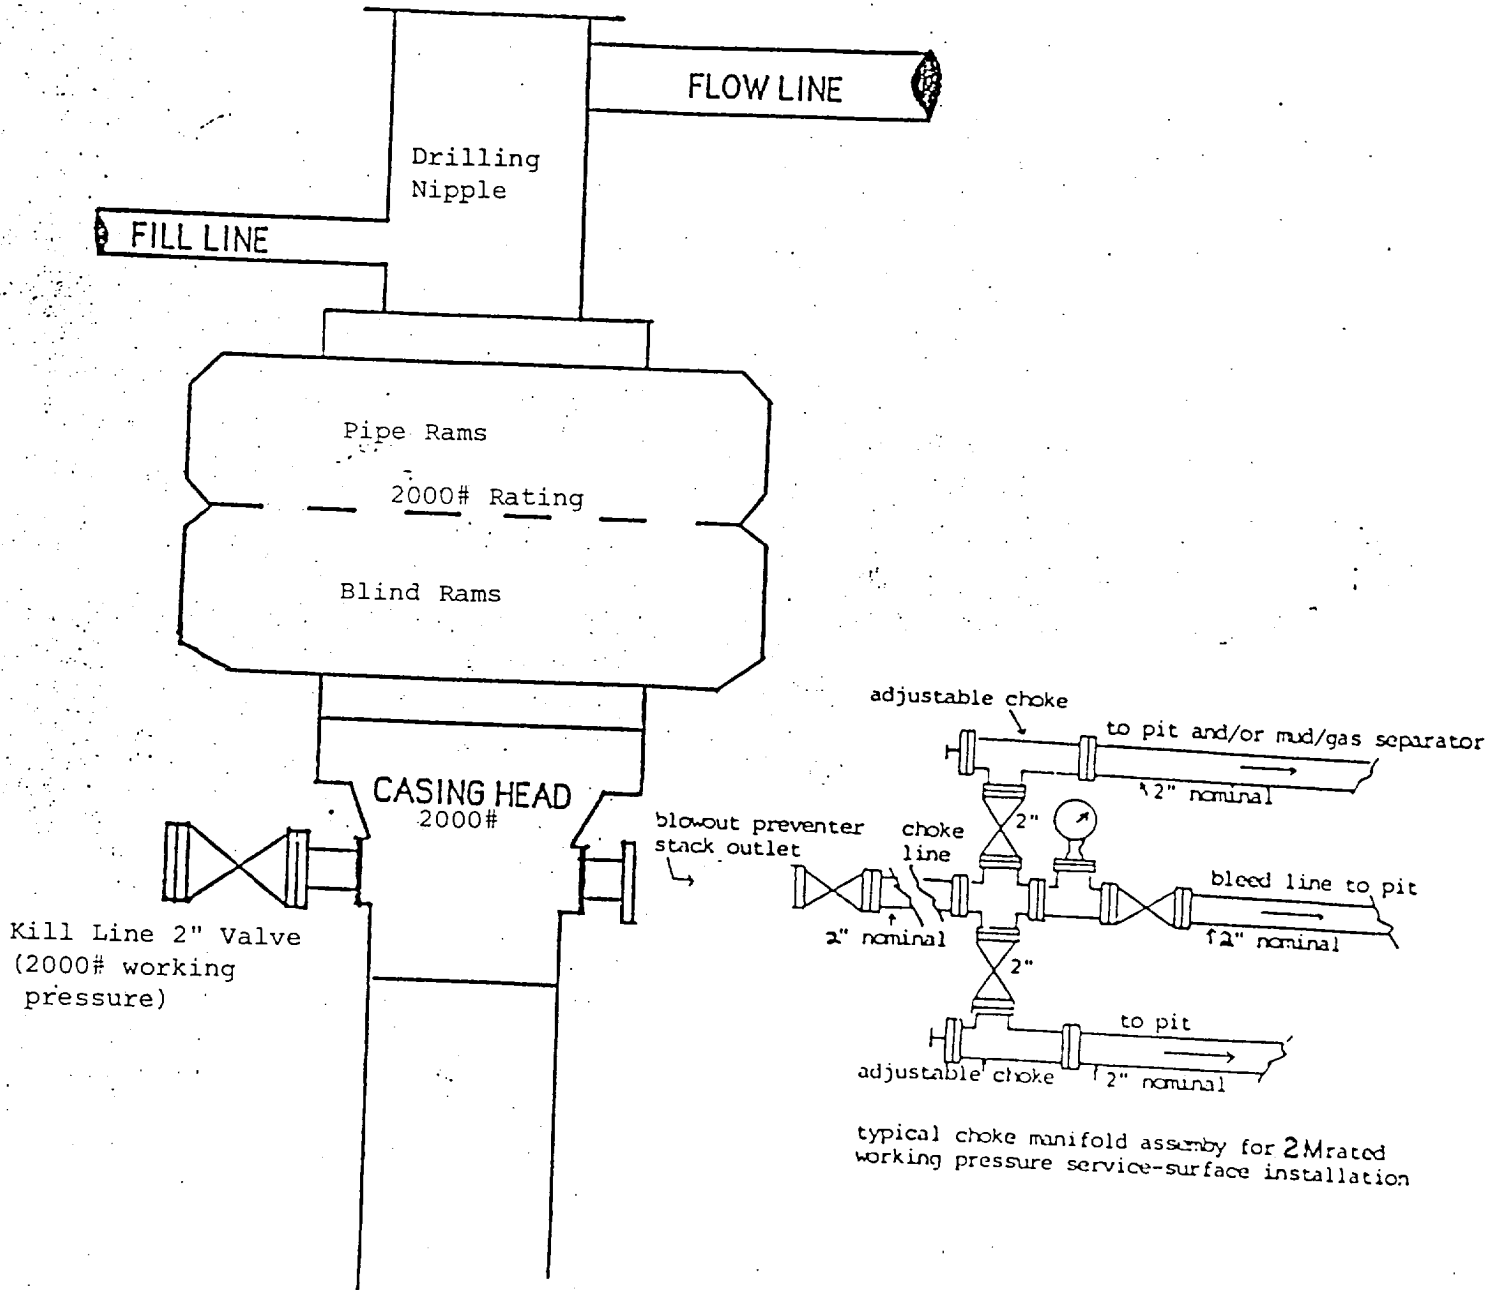 FLOW LINE
Drilling
Nipple
FILL LINE
Pipe Rams
2000# Rating
Blind Rams
CASING HEAD
2000#
Kill Line 2" Valve
(2000# working
pressure)
blowout preventer
stack outlet
choke
line
adjustable choke
to pit and/or mud/gas separator
2" nominal
2"
bleed line to pit
2" nominal
2" nominal
2"
to pit
adjustable choke
2" nominal
typical choke manifold assemby for 2M rated
working pressure service-surface installation